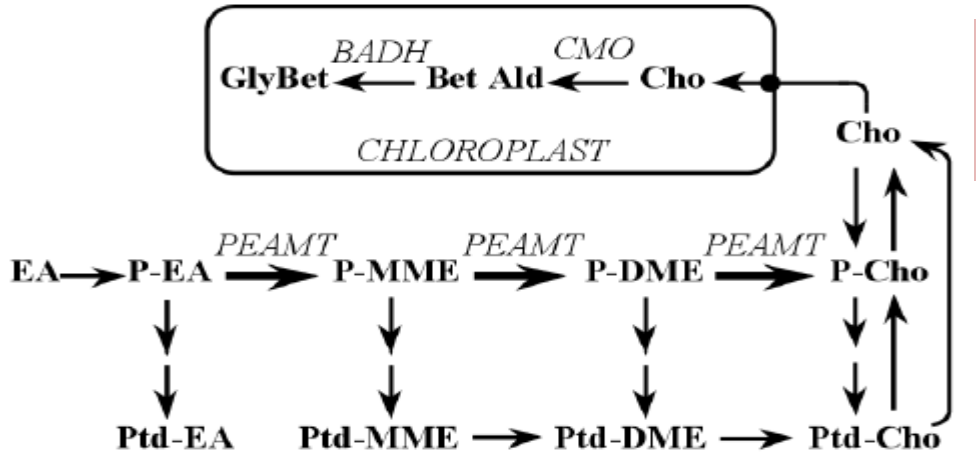 BADH CMO
GlyBet Bet Ald Cho
Cho
CHLOROPLAST
PEAMT PEAMT PEAMT
EA P-EA P-MME P-DME P-Cho
Ptd-EA Ptd-MME Ptd-DME Ptd-Cho